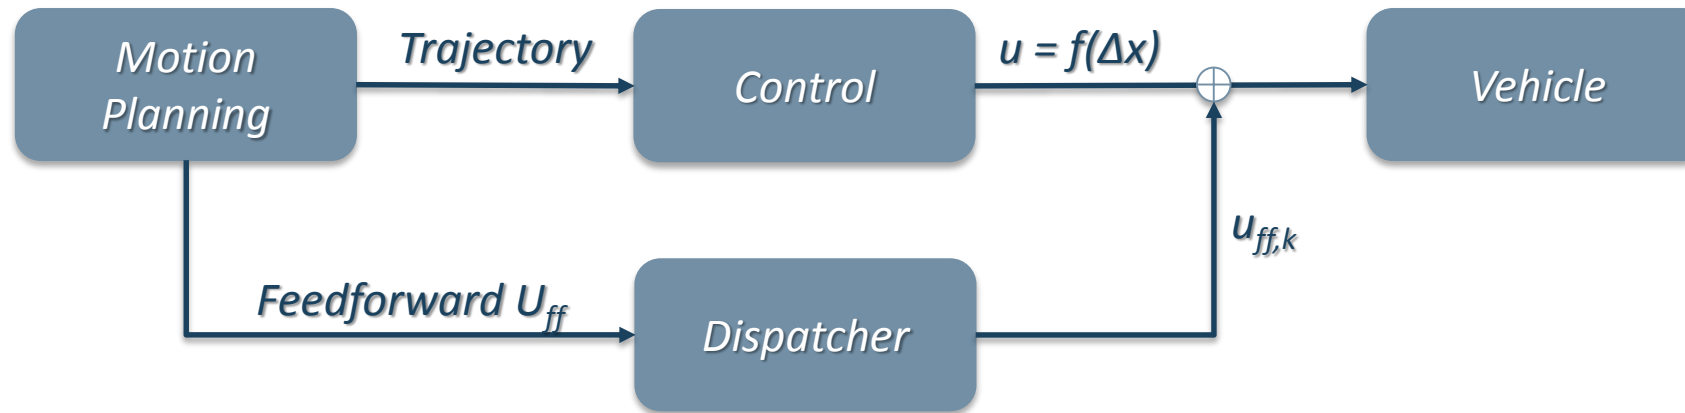 Motion
Planning
Trajectory
Control
u = f(Δx)
Vehicle
u_ff,k
Feedforward U_ff
Dispatcher